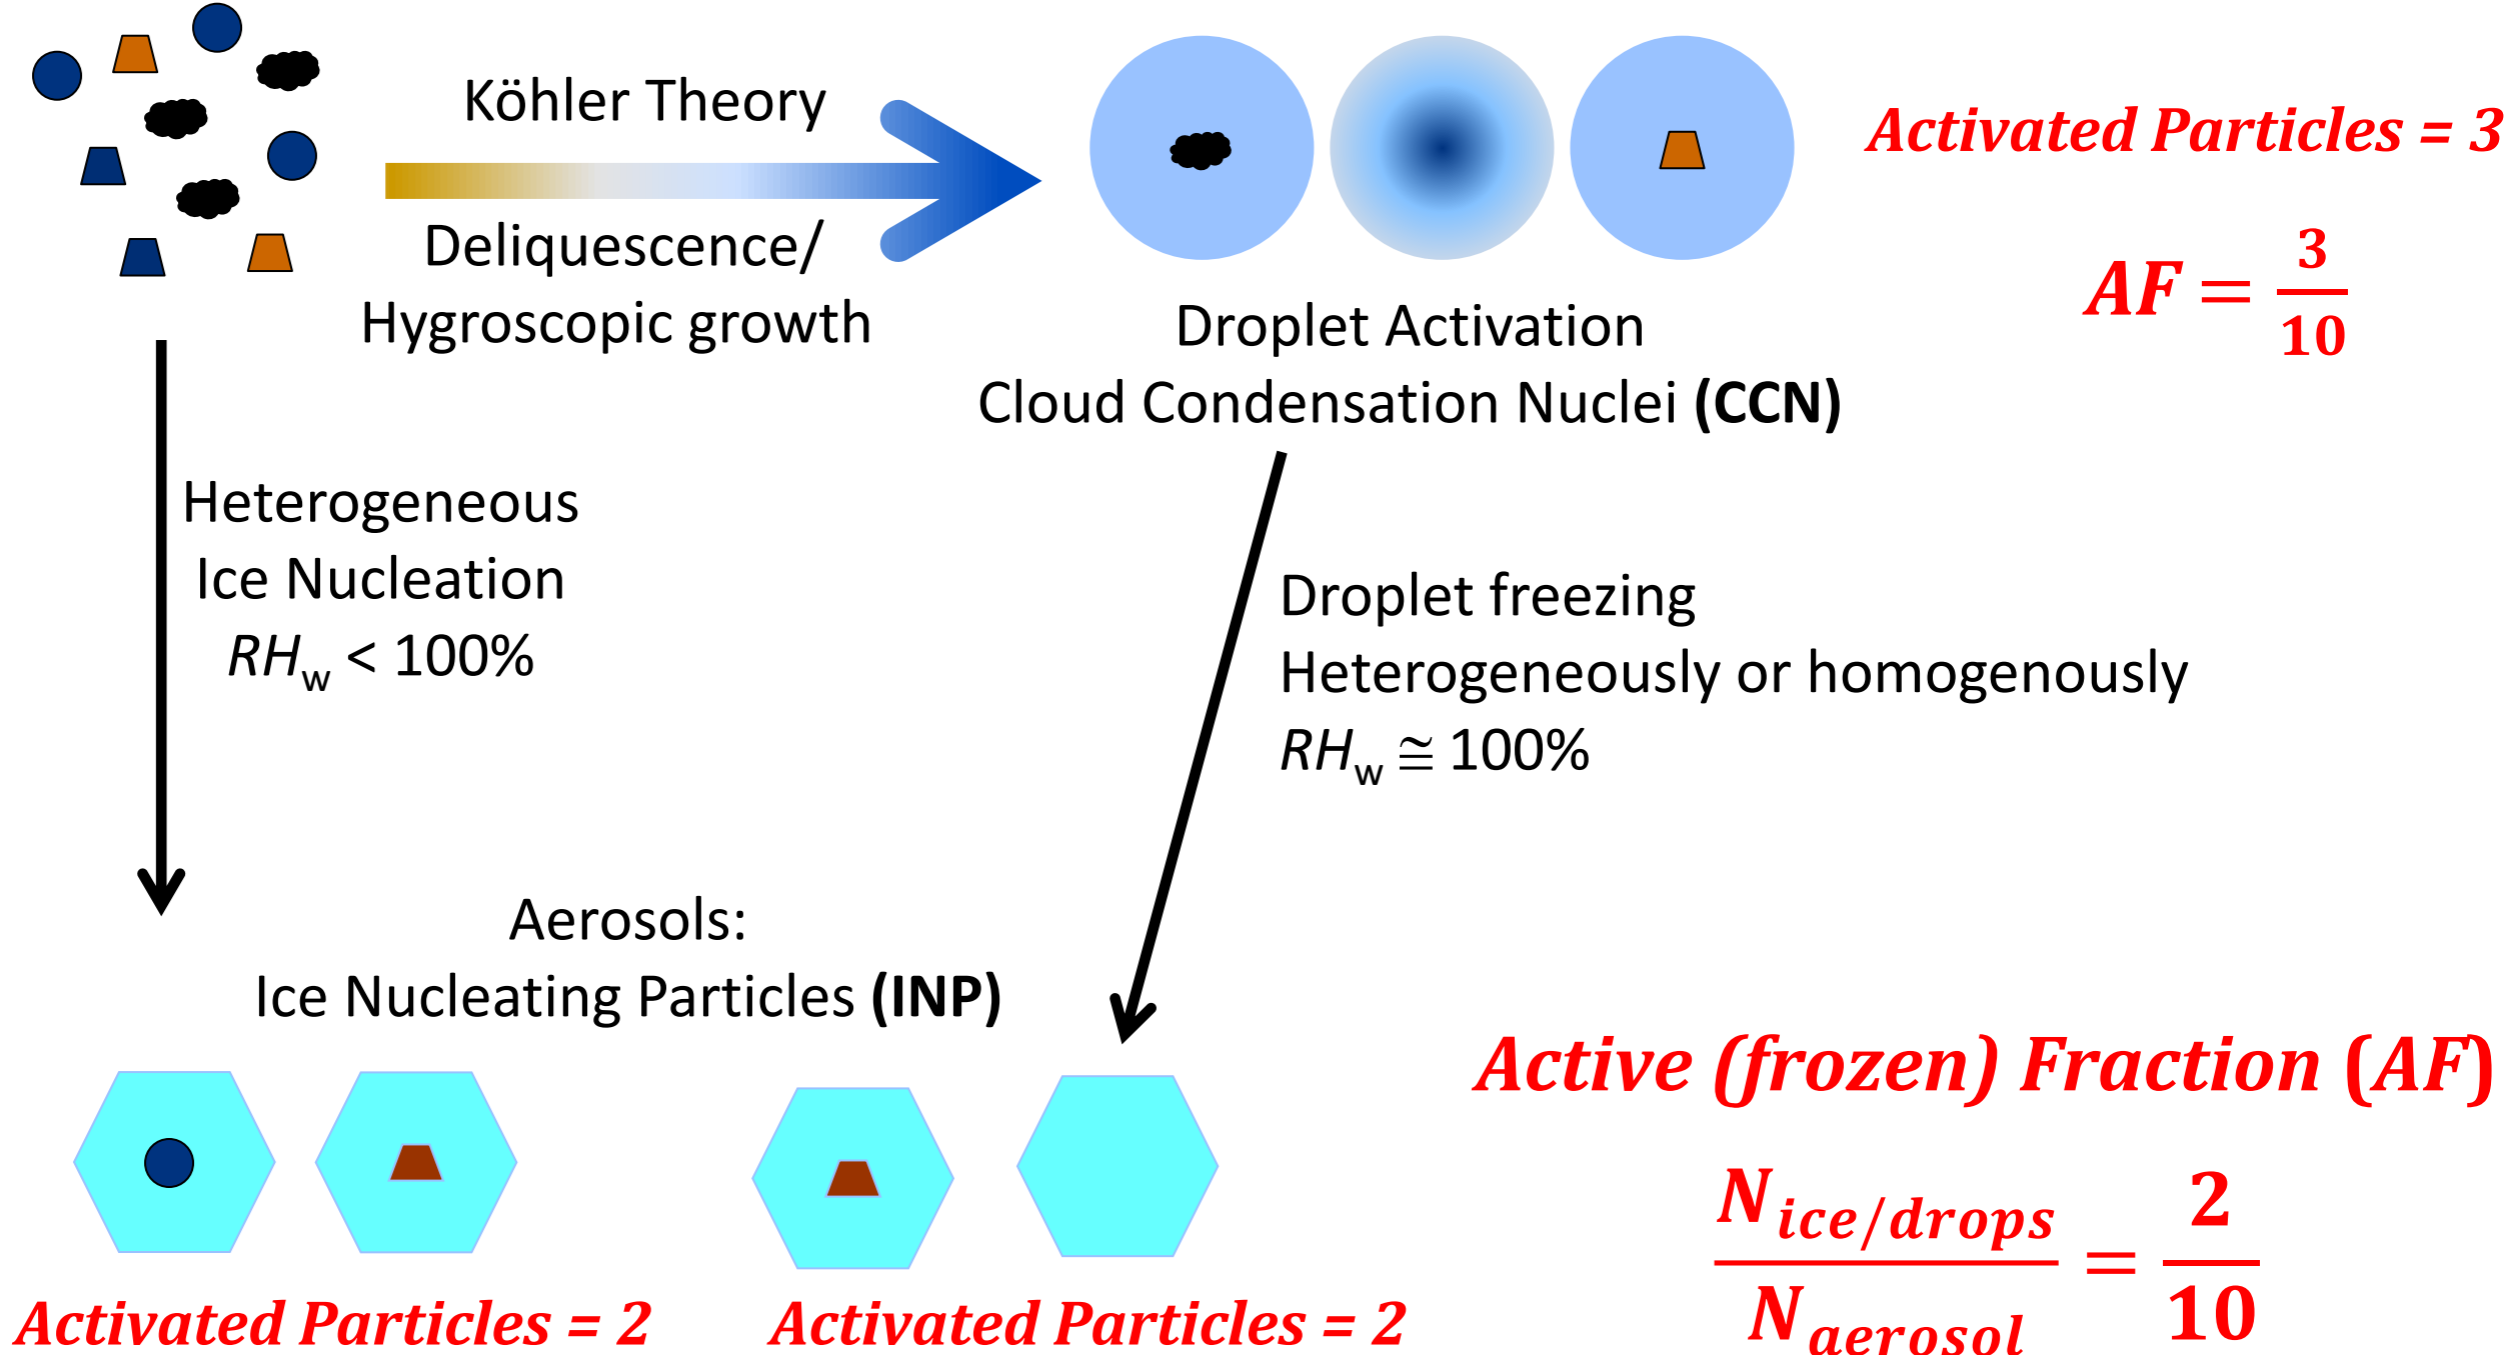 Köhler Theory
Deliquescence/
Hygroscopic growth
Activated Particles = 3
AF = 3/10
Droplet Activation
Cloud Condensation Nuclei (CCN)
Heterogeneous
Ice Nucleation
RHw < 100%
Droplet freezing
Heterogeneously or homogenously
RHw ≅ 100%
Aerosols:
Ice Nucleating Particles (INP)
Activated Particles = 2
Activated Particles = 2
Active (frozen) Fraction (AF)
Nice/drops/Naerosol = 2/10